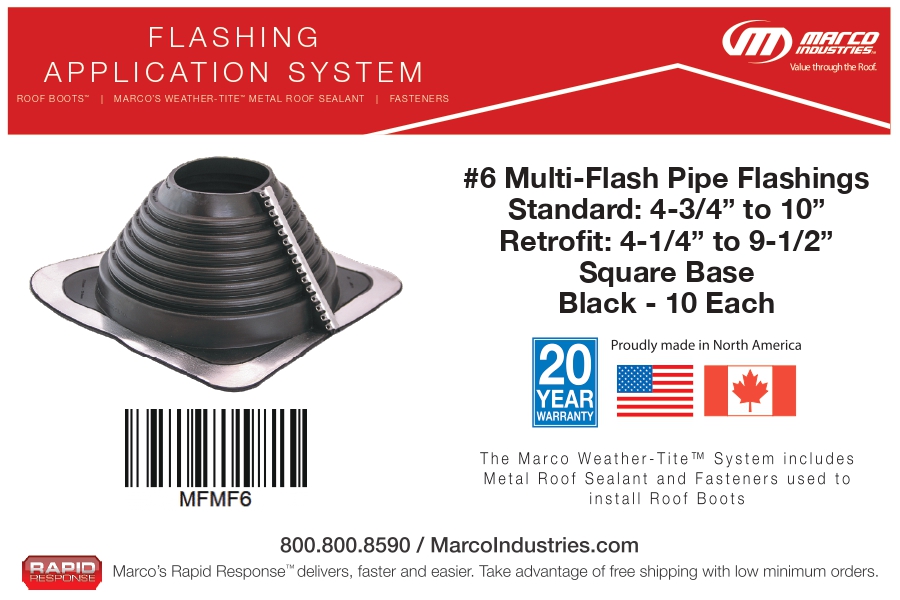 FLASHING
APPLICATION SYSTEM
ROOF BOOTS™ | MARCO'S WEATHER-TITE™ METAL ROOF SEALANT | FASTENERS
MARCO
INDUSTRIES™
Value through the Roof.
#6 Multi-Flash Pipe Flashings
Standard: 4-3/4” to 10”
Retrofit: 4-1/4” to 9-1/2”
Square Base
Black - 10 Each
20
YEAR
WARRANTY
Proudly made in North America
MFMF6
The Marco Weather-Tite™ System includes
Metal Roof Sealant and Fasteners used to
install Roof Boots
800.800.8590 / MarcoIndustries.com
RAPID
RESPONSE
Marco’s Rapid Response™ delivers, faster and easier. Take advantage of free shipping with low minimum orders.